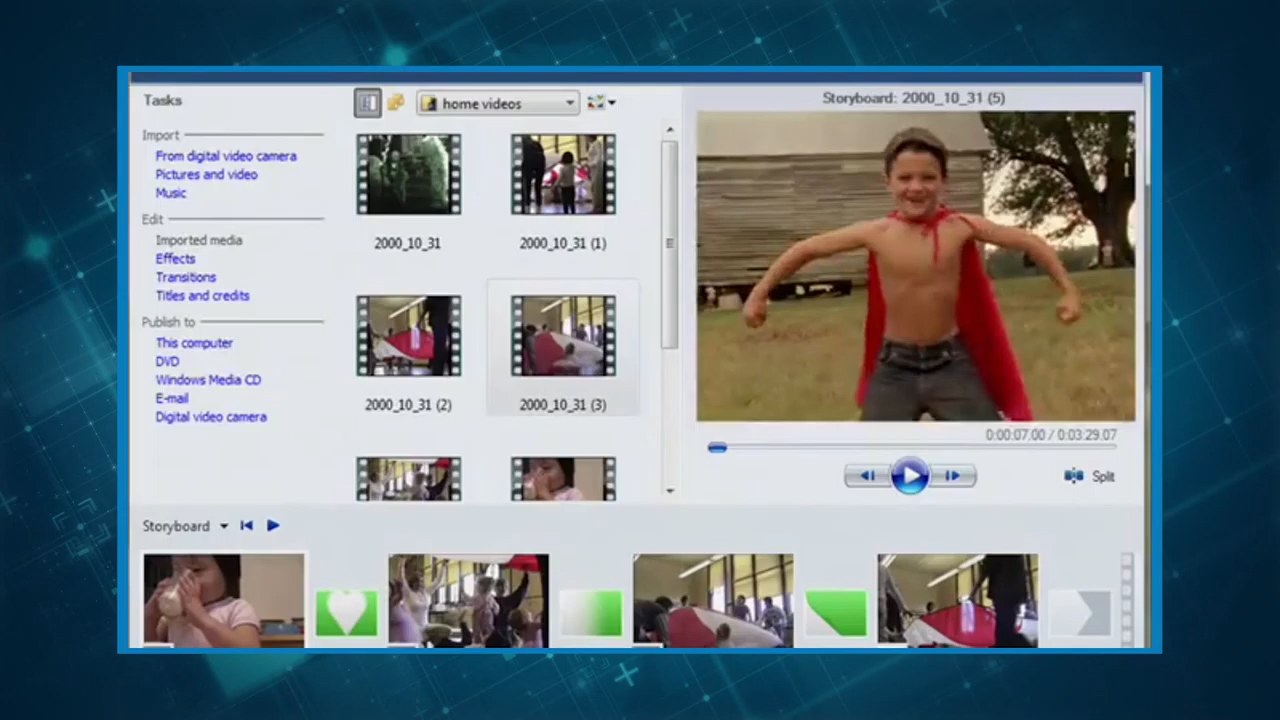 Tasks
Import
From digital video camera
Pictures and video
Music
Edit
Imported media
Effects
Transitions
Titles and credits
Publish to
This computer
DVD
Windows Media CD
E-mail
Digital video camera
home videos
2000_10_31
2000_10_31 (1)
2000_10_31 (2)
2000_10_31 (3)
Storyboard: 2000_10_31 (5)
0:00:07.00 / 0:03:29.07
Split
Storyboard